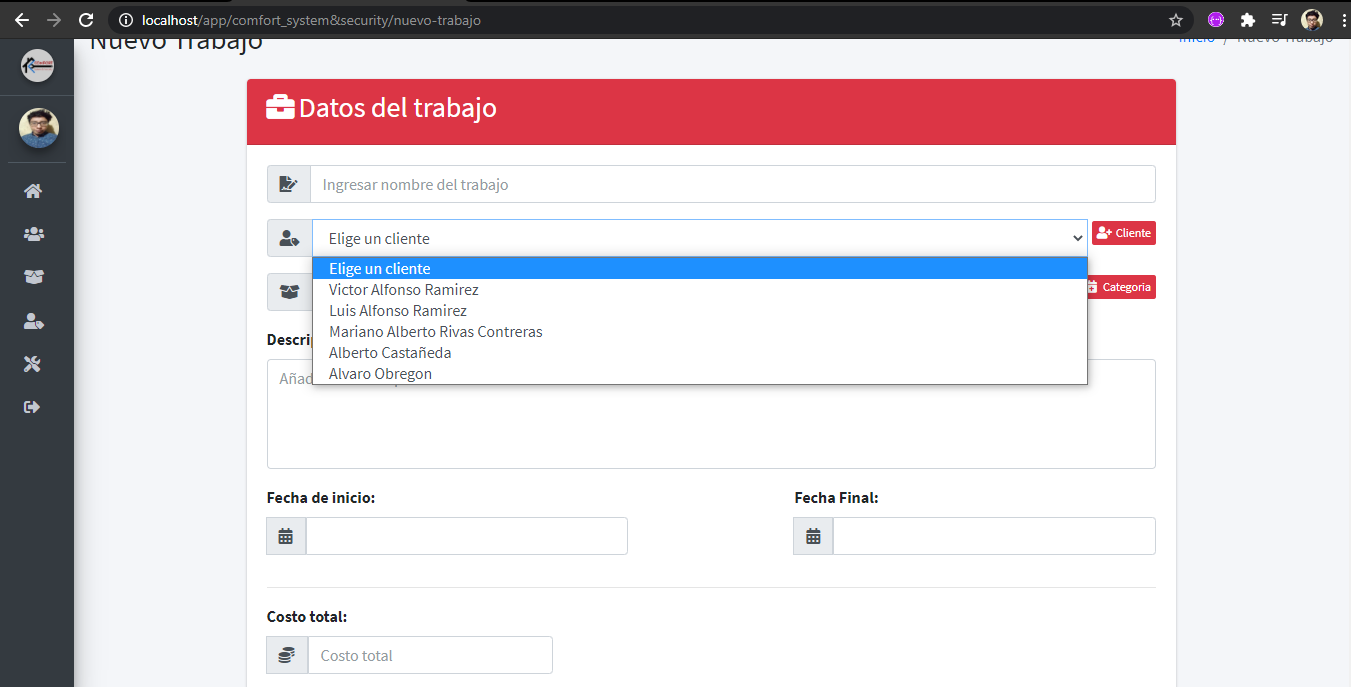 localhost/app/comfort_system&security/nuevo-trabajo
Nuevo Trabajo
Inicio / Nuevo Trabajo
Datos del trabajo
Ingresar nombre del trabajo
Elige un cliente
Cliente
Elige un cliente
Victor Alfonso Ramirez
Luis Alfonso Ramirez
Mariano Alberto Rivas Contreras
Alberto Castañeda
Alvaro Obregon
Categoria
Descrip
Añad
Fecha de inicio:
Fecha Final:
Costo total:
Costo total